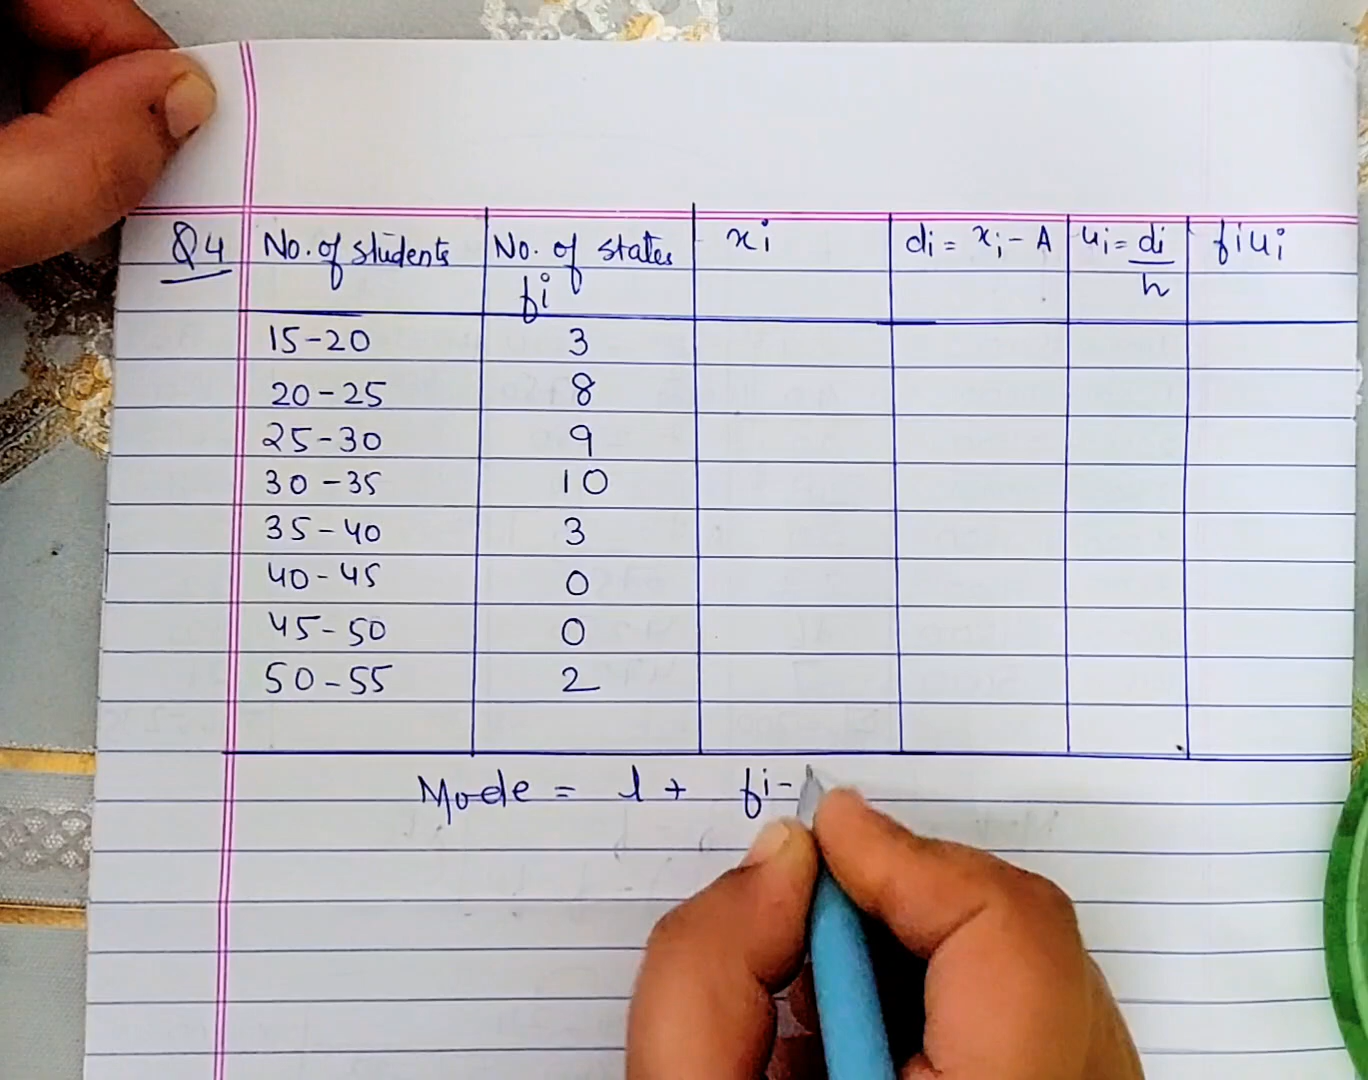 Q4 No. of students No. of states xi di = xi - A ui = di/h fiui
fi
15-20 3
20-25 8
25-30 9
30-35 10
35-40 3
40-45 0
45-50 0
50-55 2
Mode = l + fi-